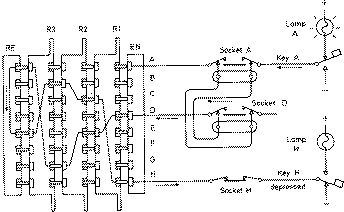 RE R3 R2 R1 EN
A
B
C
D
E
F
G
H
Socket A
Key A
Lamp
A
Socket D
Lamp
H
Socket H
Key H
depressed